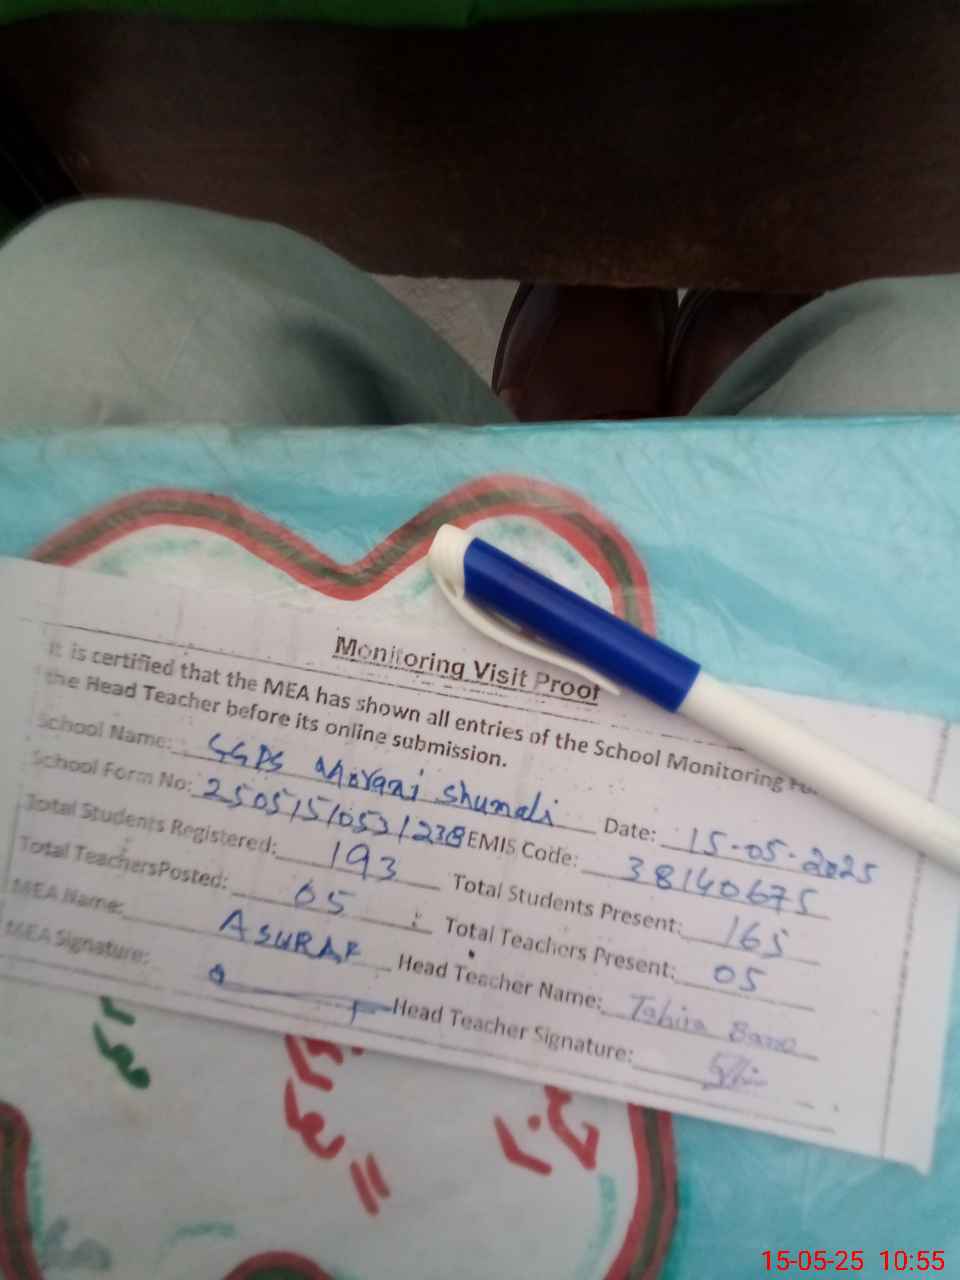 Monitoring Visit Proof
It is certified that the MEA has shown all entries of the School Monitoring
the Head Teacher before its online submission.
School Name: GGPS Morgai Shumali Date: 15-05-2025
School Form No: 25051510531238 EMIS Code: 38140675
Total Students Registered: 193 Total Students Present: 165
Total TeachersPosted: 05 Total Teachers Present: 05
MEA Name: ASHRAF Head Teacher Name: Tahira Bano
MEA Signature: Head Teacher Signature:
15-05-25 10:55